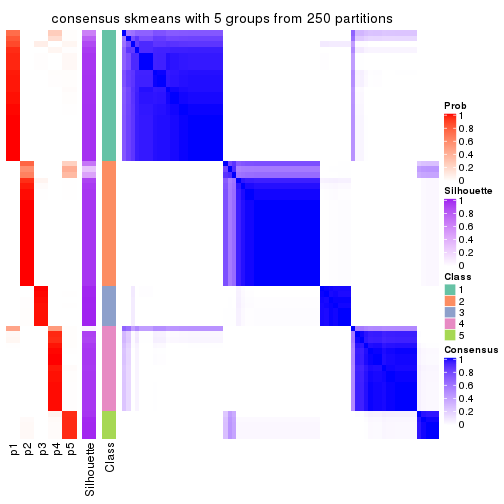 consensus skmeans with 5 groups from 250 partitions
Prob
1
0.8
0.6
0.4
0.2
0
Silhouette
1
0.8
0.6
0.4
0.2
0
Class
1
2
3
4
5
Consensus
1
0.8
0.6
0.4
0.2
0
p1
p2
p3
p4
p5
Silhouette
Class